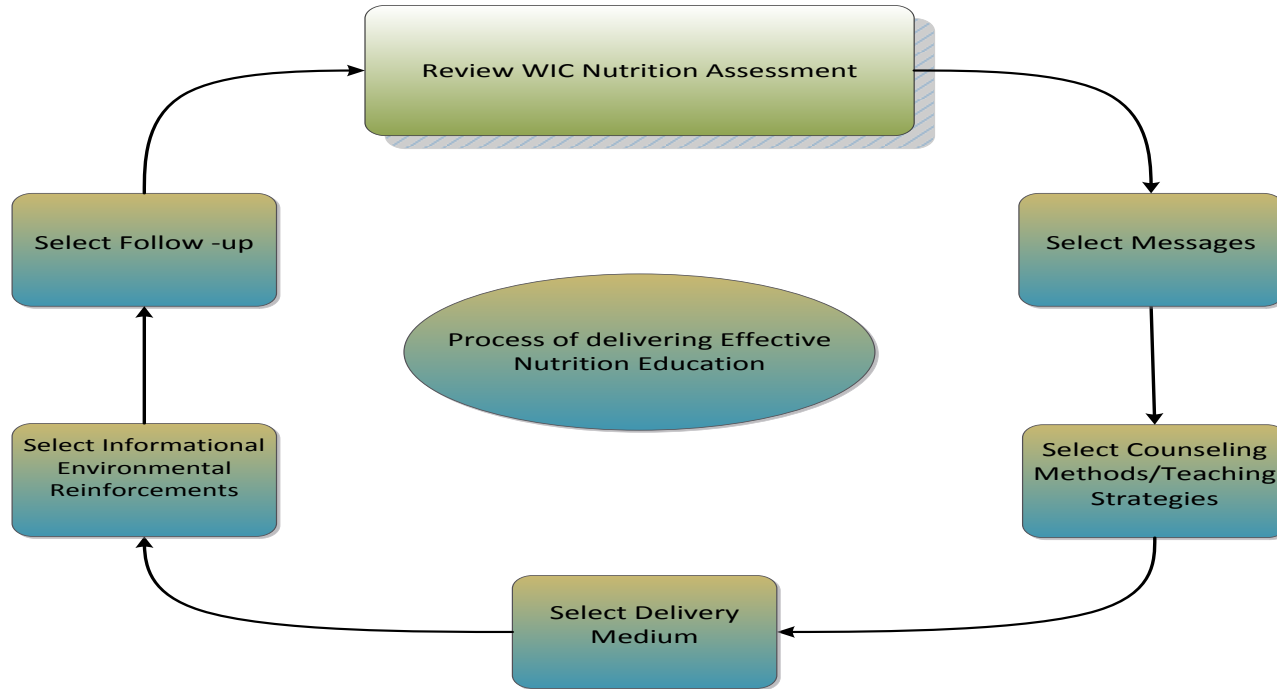 Review WIC Nutrition Assessment
Select Follow -up
Select Messages
Process of delivering Effective
Nutrition Education
Select Informational
Environmental
Reinforcements
Select Counseling
Methods/Teaching
Strategies
Select Delivery
Medium